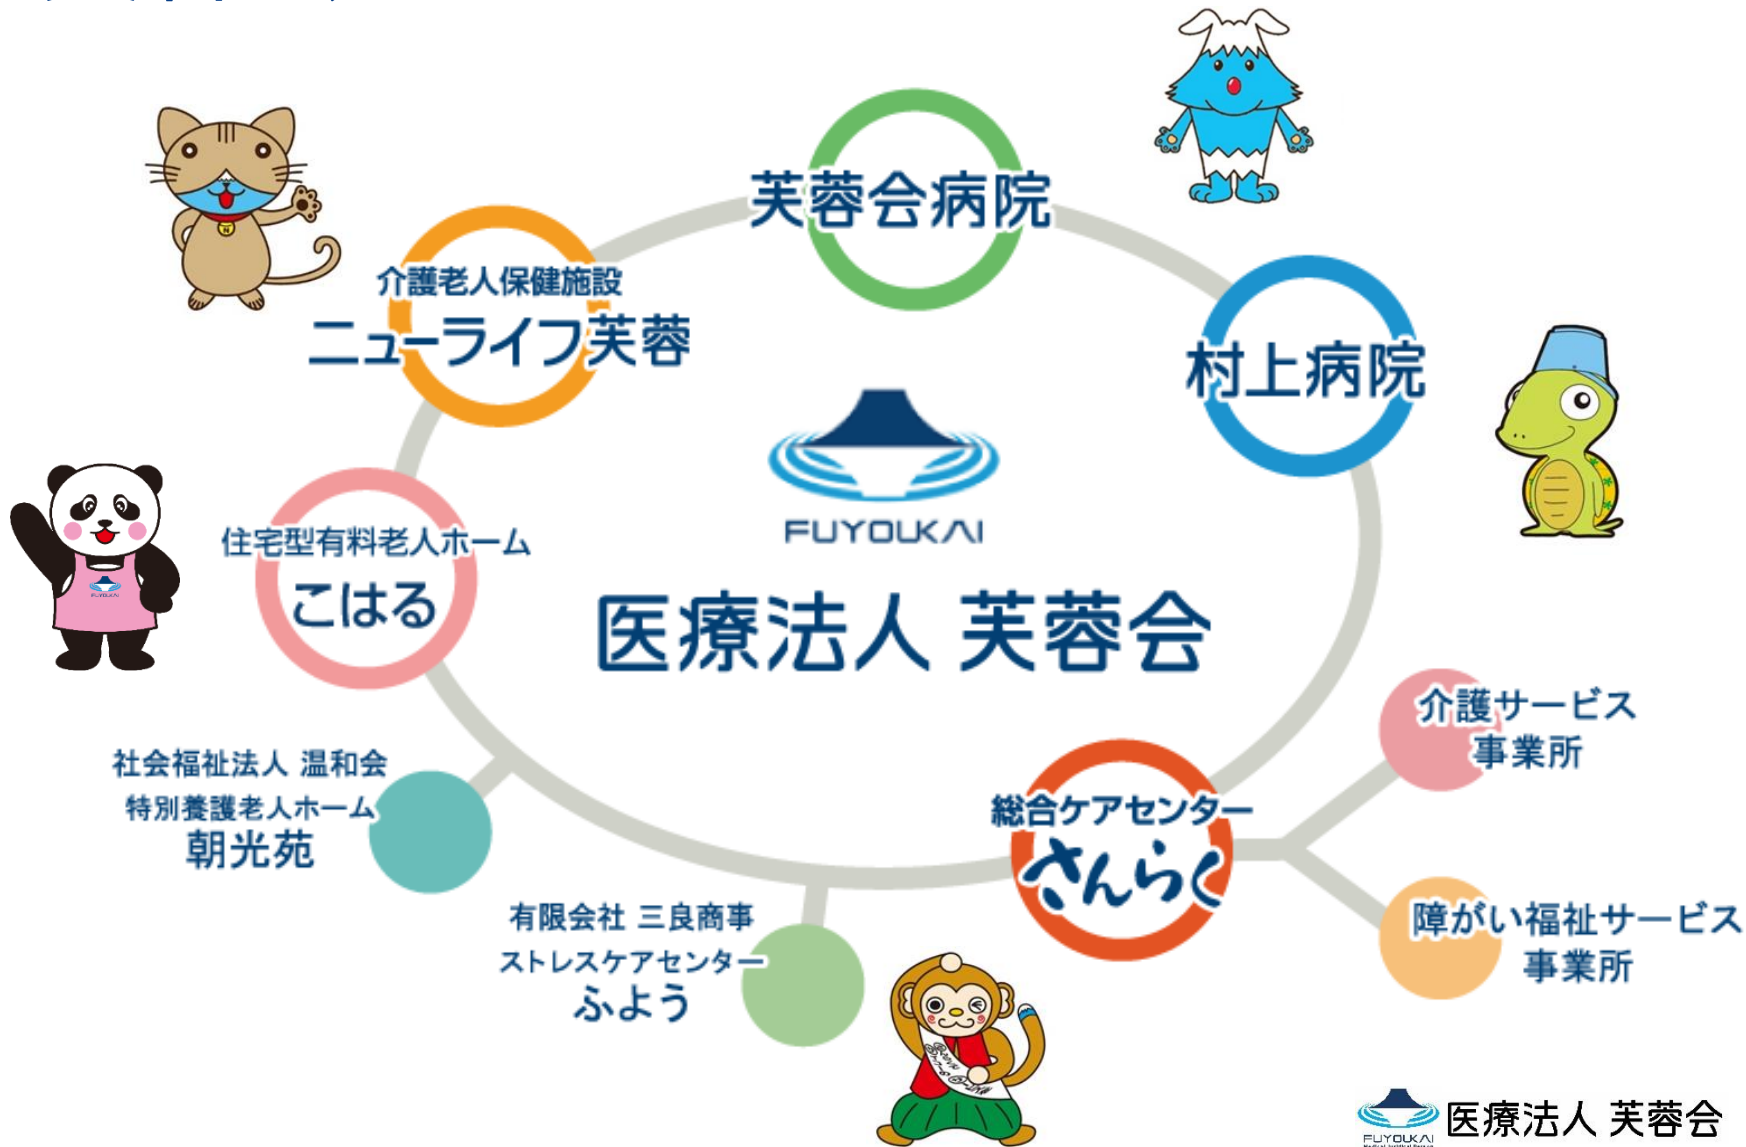 芙蓉会病院
介護老人保健施設
ニューライフ芙蓉
村上病院
FUYOUKAI
住宅型有料老人ホーム
こはる
FUYOUKAI
医療法人 芙蓉会
介護サービス
事業所
社会福祉法人 温和会
特別養護老人ホーム
朝光苑
総合ケアセンター
さんらく
有限会社 三良商事
ストレスケアセンター
ふよう
障がい福祉サービス
事業所
FUYOUKAI
医療法人 芙蓉会